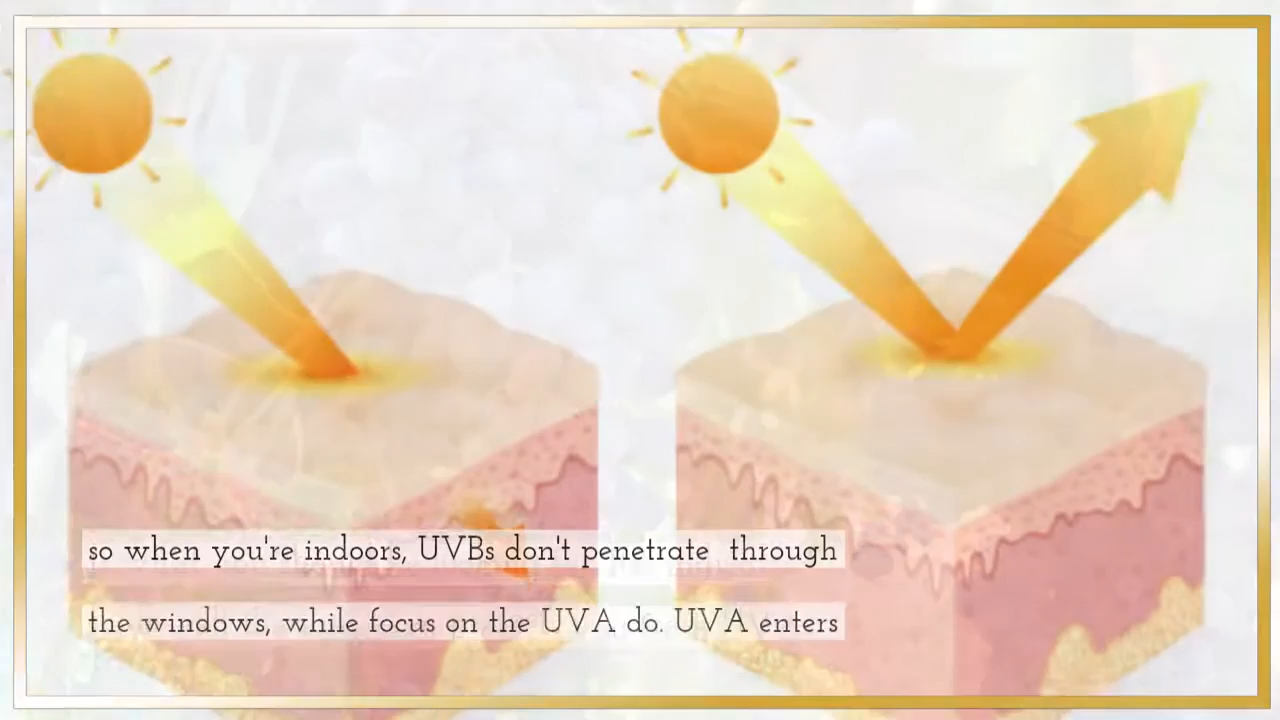 so when you're indoors, UVBs don't penetrate  through
the windows, while focus on the UVA do. UVA enters